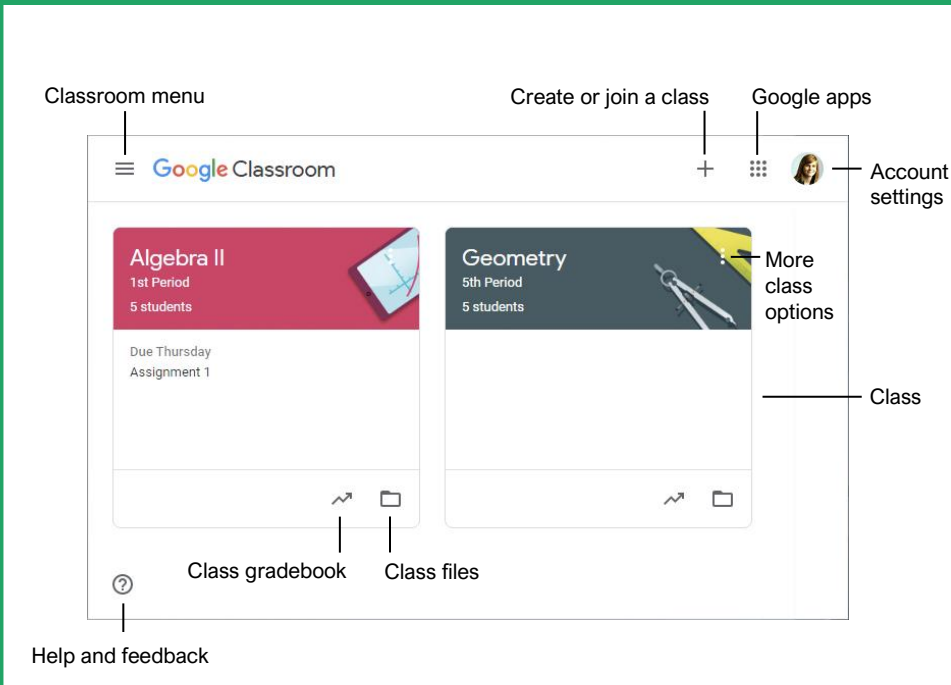 Classroom menu
Create or join a class
Google apps
Google Classroom
Account
settings
Algebra II
1st Period
5 students
Geometry
5th Period
5 students
More
class
options
Due Thursday
Assignment 1
Class
Class gradebook
Class files
Help and feedback